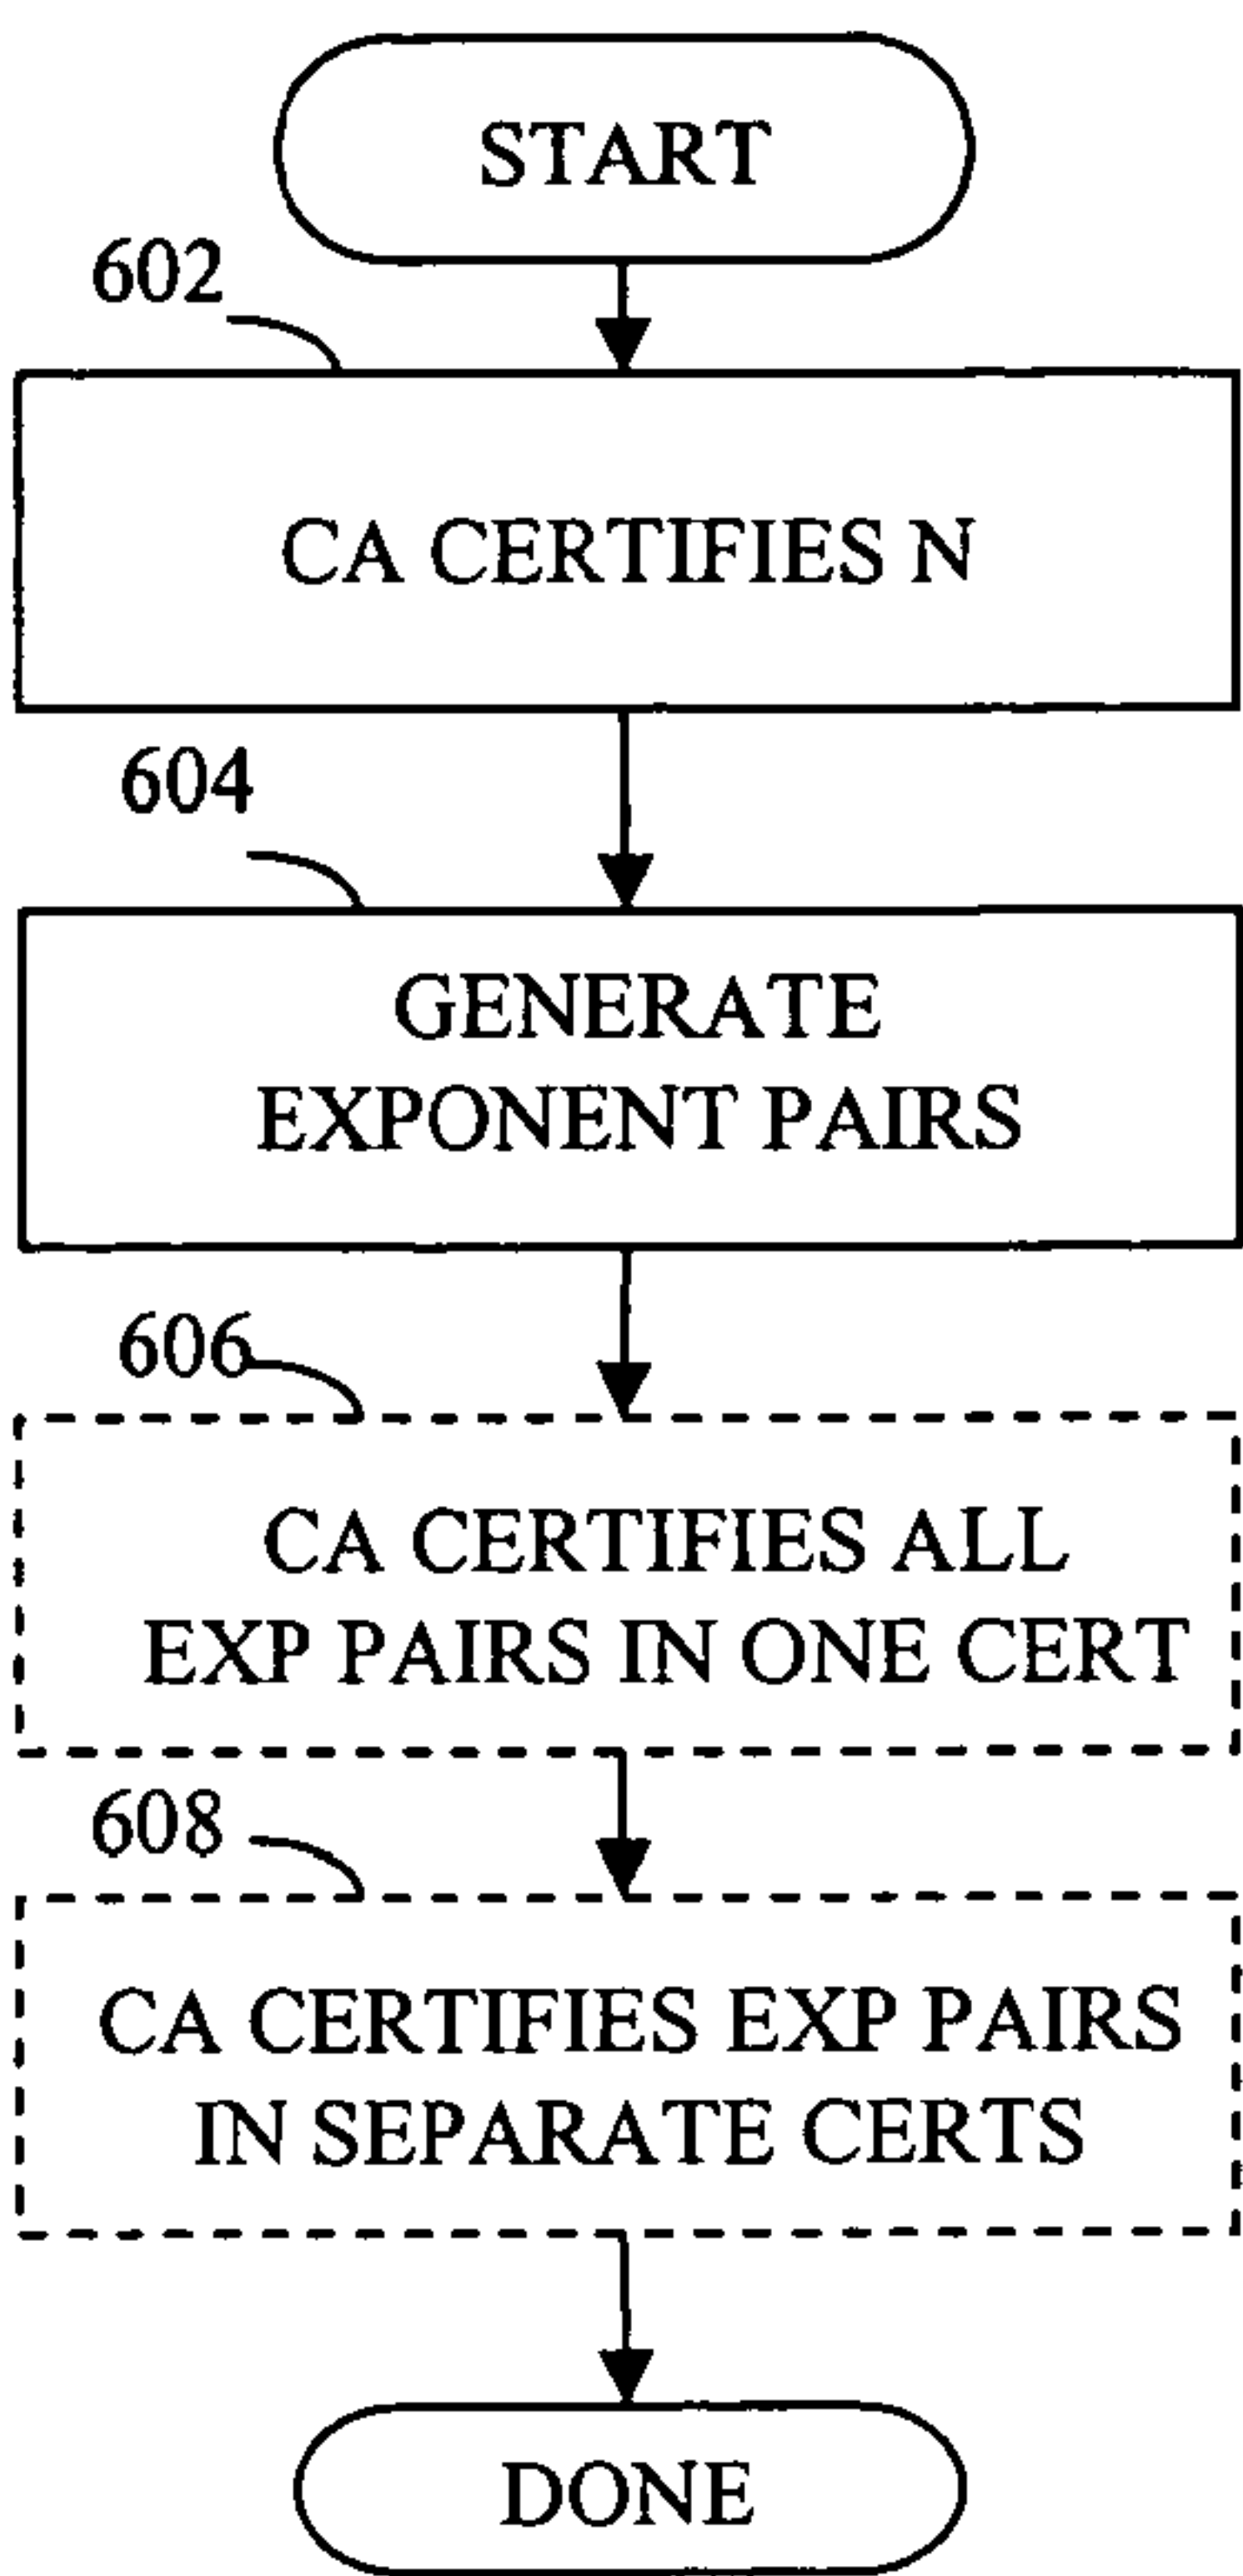 START
602
CA CERTIFIES N
604
GENERATE
EXPONENT PAIRS
606
CA CERTIFIES ALL
EXP PAIRS IN ONE CERT
608
CA CERTIFIES EXP PAIRS
IN SEPARATE CERTS
DONE